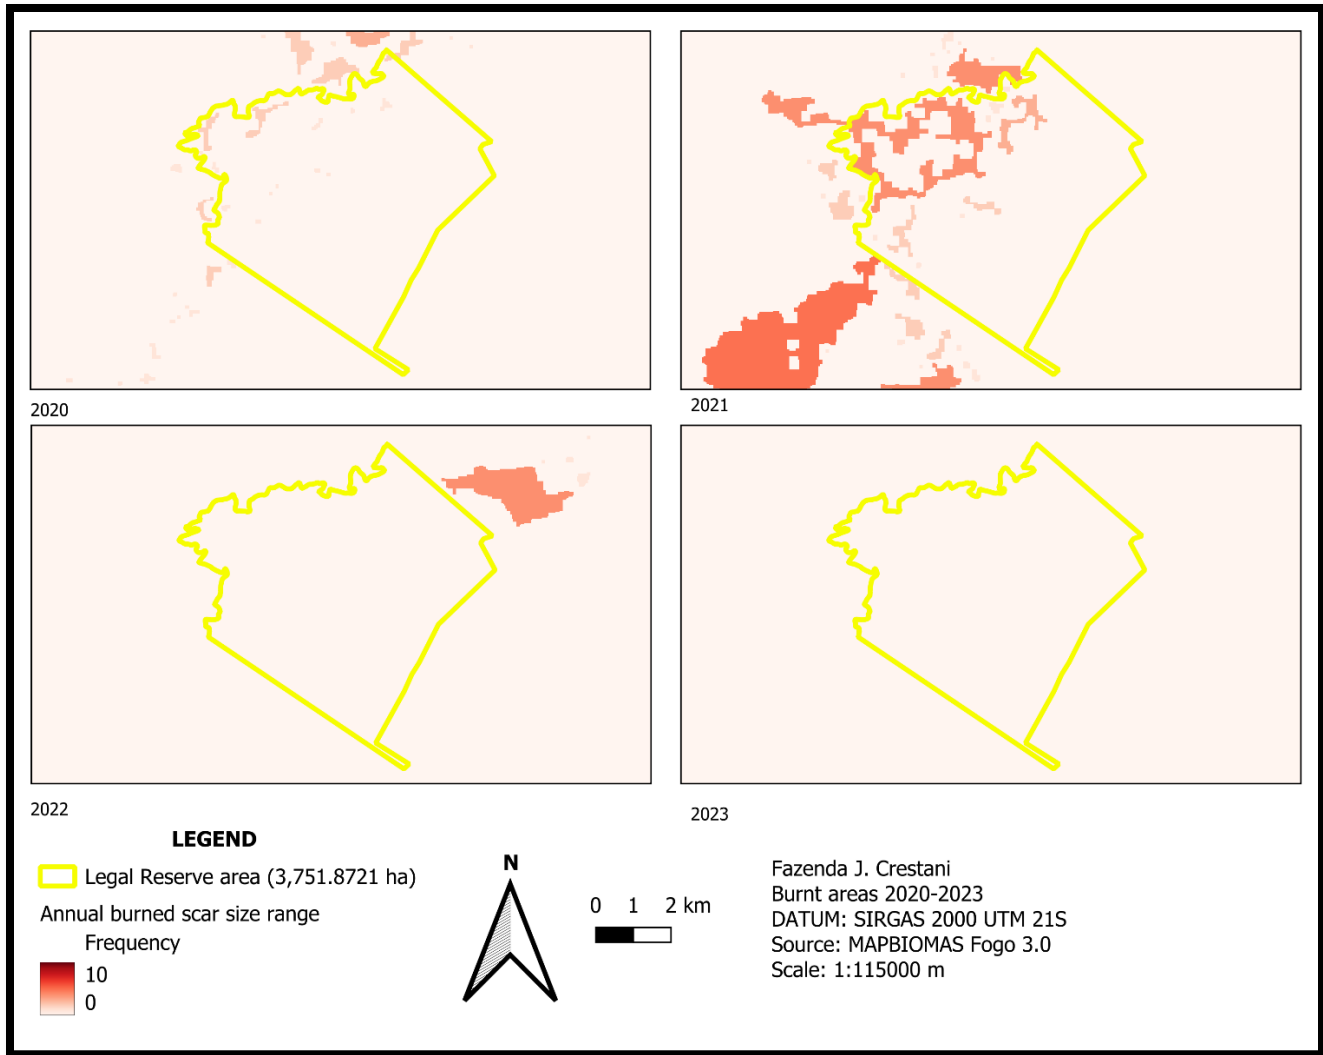 2020
2021
2022
2023
LEGEND
Legal Reserve area (3,751.8721 ha)
Annual burned scar size range
Frequency
10
0
N
0 1 2 km
Fazenda J. Crestani
Burnt areas 2020-2023
DATUM: SIRGAS 2000 UTM 21S
Source: MAPBIOMAS Fogo 3.0
Scale: 1:115000 m